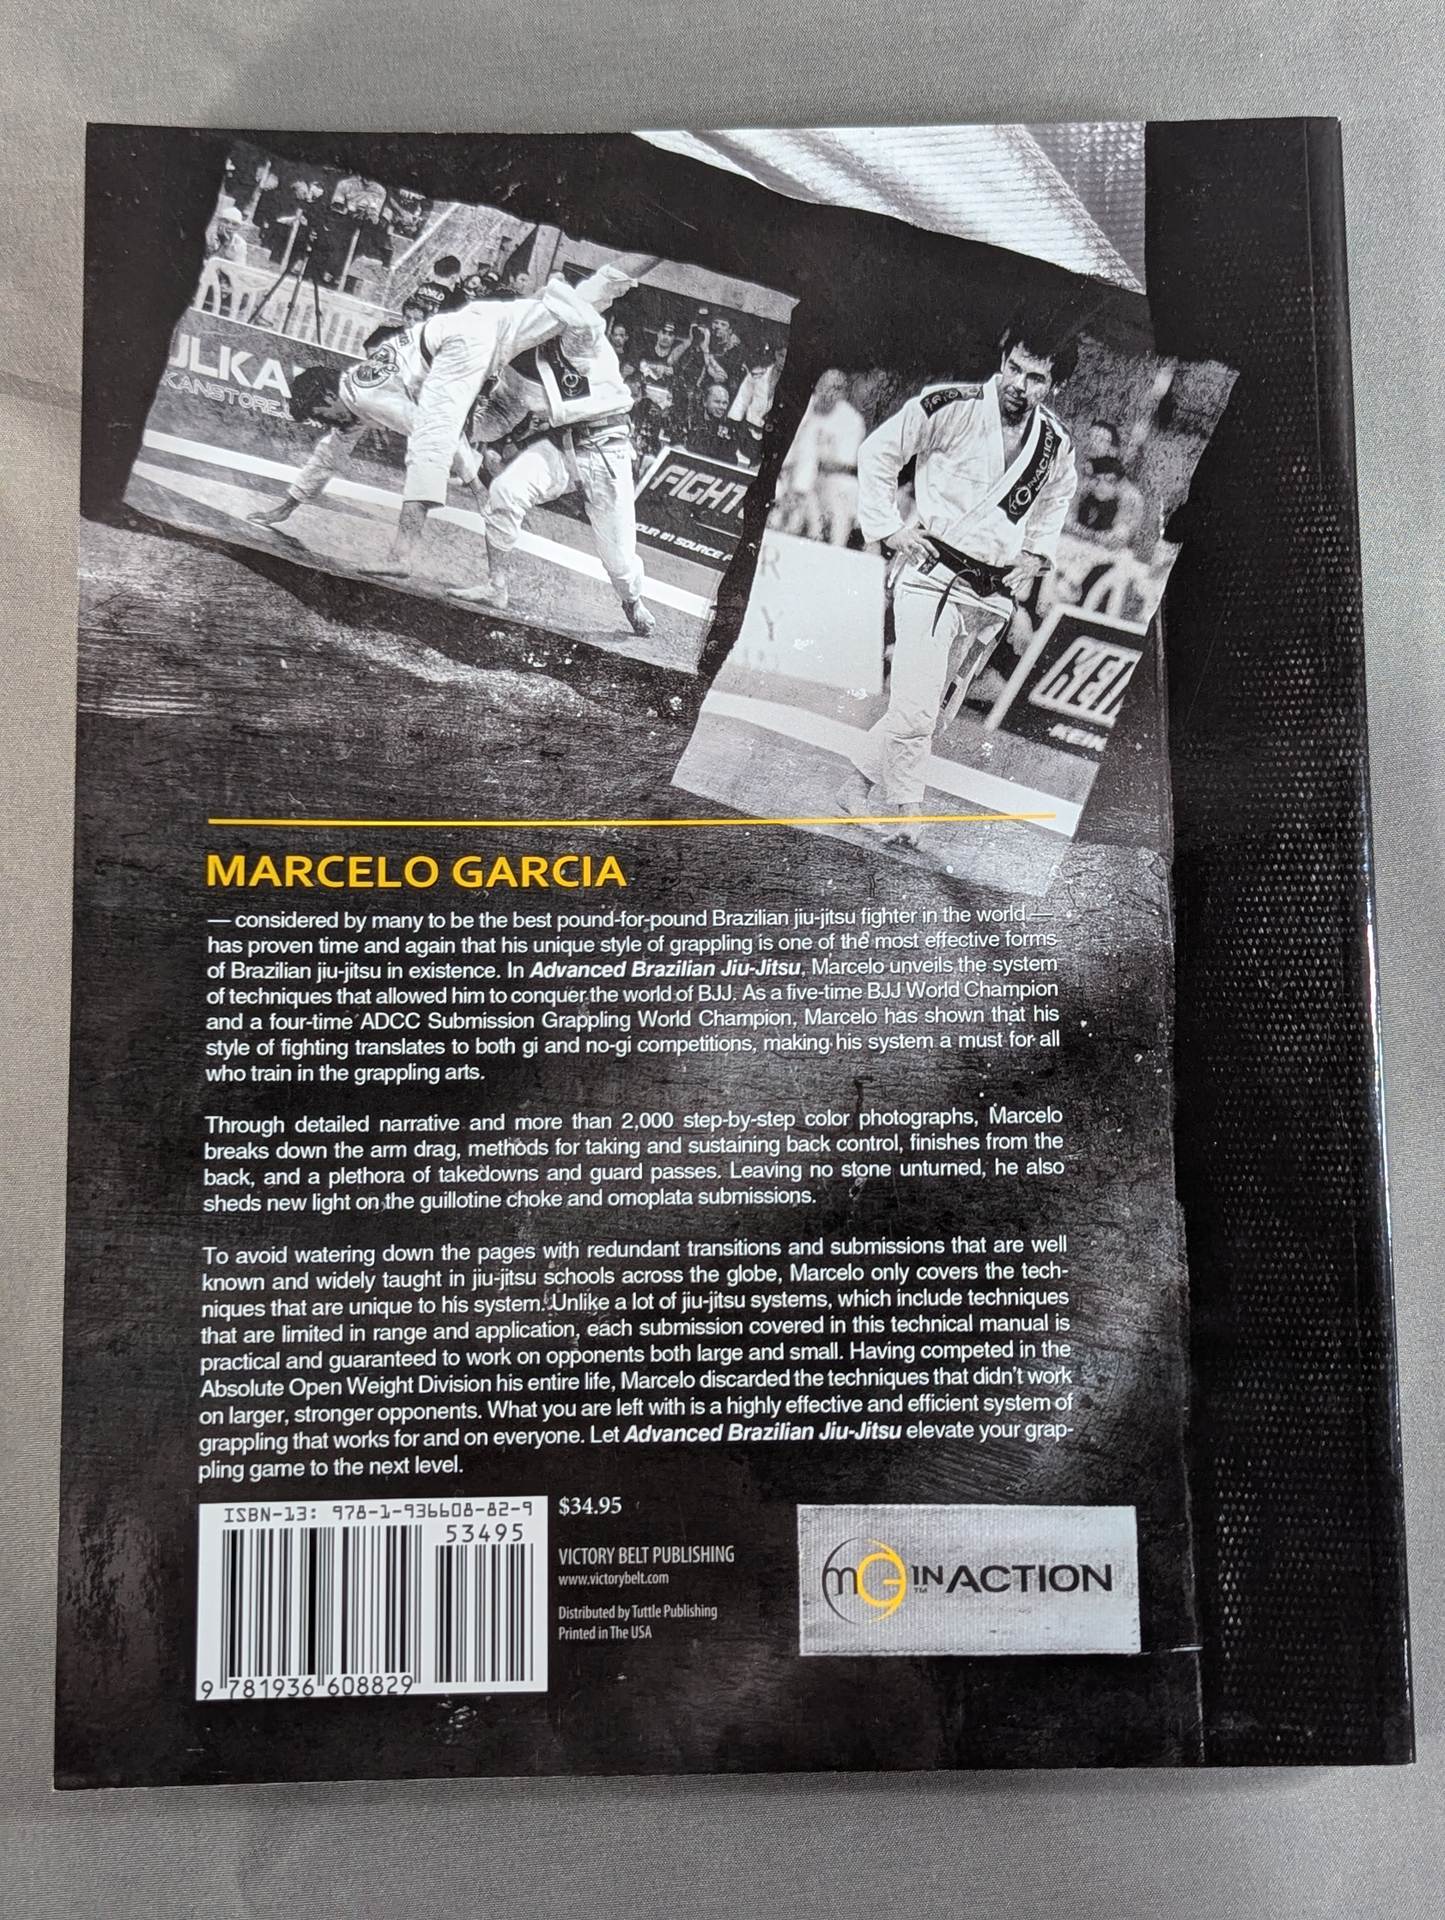 ULKA
KANSTORE.
WORLD
FIGHT
OUR #1 SOURCE F
IN ACTION
R
Y
KEIK
MARCELO GARCIA
— considered by many to be the best pound-for-pound Brazilian jiu-jitsu fighter in the world —
has proven time and again that his unique style of grappling is one of the most effective forms
of Brazilian jiu-jitsu in existence. In Advanced Brazilian Jiu-Jitsu, Marcelo unveils the system
of techniques that allowed him to conquer the world of BJJ. As a five-time BJJ World Champion
and a four-time ADCC Submission Grappling World Champion, Marcelo has shown that his
style of fighting translates to both gi and no-gi competitions, making his system a must for all
who train in the grappling arts.
Through detailed narrative and more than 2,000 step-by-step color photographs, Marcelo
breaks down the arm drag, methods for taking and sustaining back control, finishes from the
back, and a plethora of takedowns and guard passes. Leaving no stone unturned, he also
sheds new light on the guillotine choke and omoplata submissions.
To avoid watering down the pages with redundant transitions and submissions that are well
known and widely taught in jiu-jitsu schools across the globe, Marcelo only covers the tech-
niques that are unique to his system. Unlike a lot of jiu-jitsu systems, which include techniques
that are limited in range and application, each submission covered in this technical manual is
practical and guaranteed to work on opponents both large and small. Having competed in the
Absolute Open Weight Division his entire life, Marcelo discarded the techniques that didn't work
on larger, stronger opponents. What you are left with is a highly effective and efficient system of
grappling that works for and on everyone. Let Advanced Brazilian Jiu-Jitsu elevate your grap-
pling game to the next level.
ISBN-13: 978-1-936608-82-9
53495
9 781936 608829
$34.95
VICTORY BELT PUBLISHING
www.victorybelt.com
Distributed by Tuttle Publishing
Printed in The USA
mG IN ACTION
TM